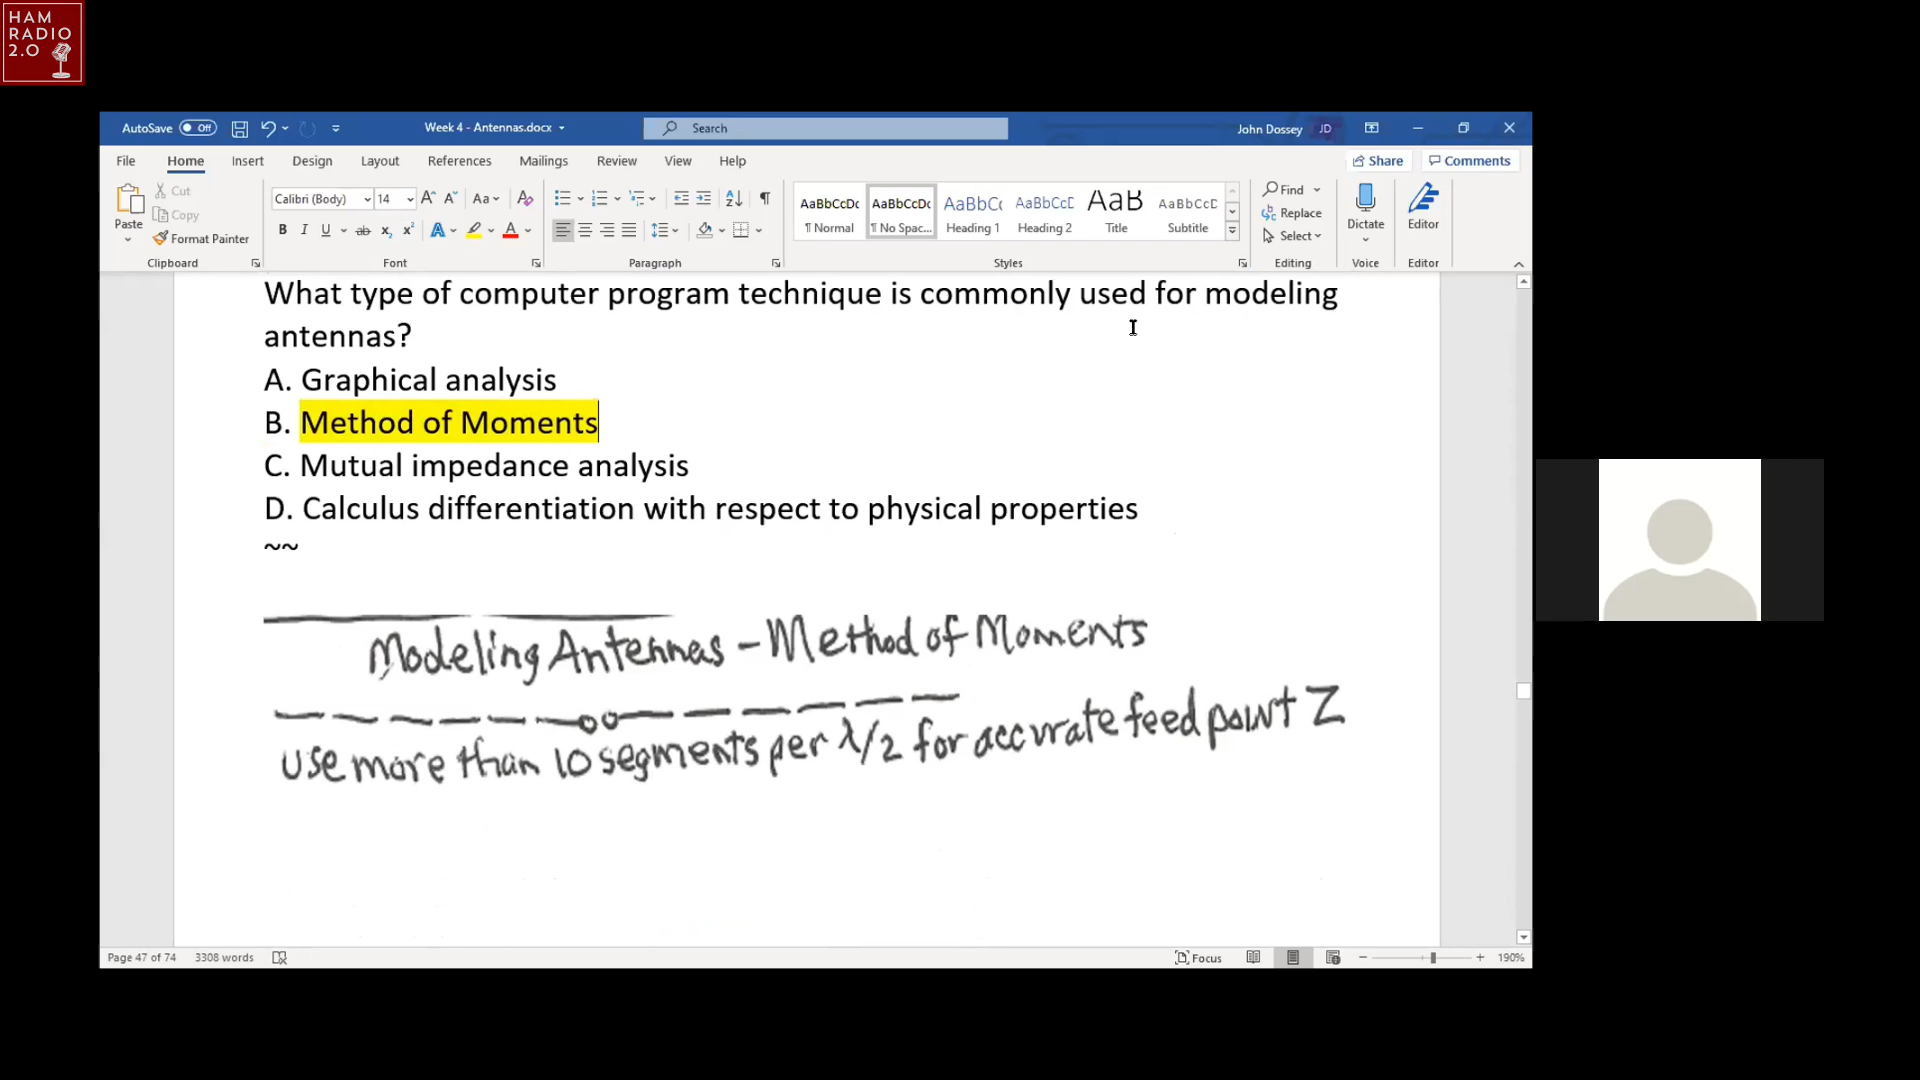 HAM
RADIO
2.0
AutoSave Off
Week 4 - Antennas.docx
Search
John Dossey JD
File Home Insert Design Layout References Mailings Review View Help
Share Comments
Paste
Cut
Copy
Format Painter
Clipboard
Calibri (Body) 14
Font
Paragraph
AaBbCcDc AaBbCcDc AaBbCc AaBbCcD AaB AaBbCcD
¶ Normal ¶ No Spac... Heading 1 Heading 2 Title Subtitle
Styles
Find
Replace
Select
Editing
Dictate
Voice
Editor
Editor
What type of computer program technique is commonly used for modeling
antennas?
A. Graphical analysis
B. Method of Moments
C. Mutual impedance analysis
D. Calculus differentiation with respect to physical properties
~~
Modeling Antennas - Method of Moments
use more than 10 segments per λ/2 for accurate feed point Z
Page 47 of 74 3308 words
Focus
190%